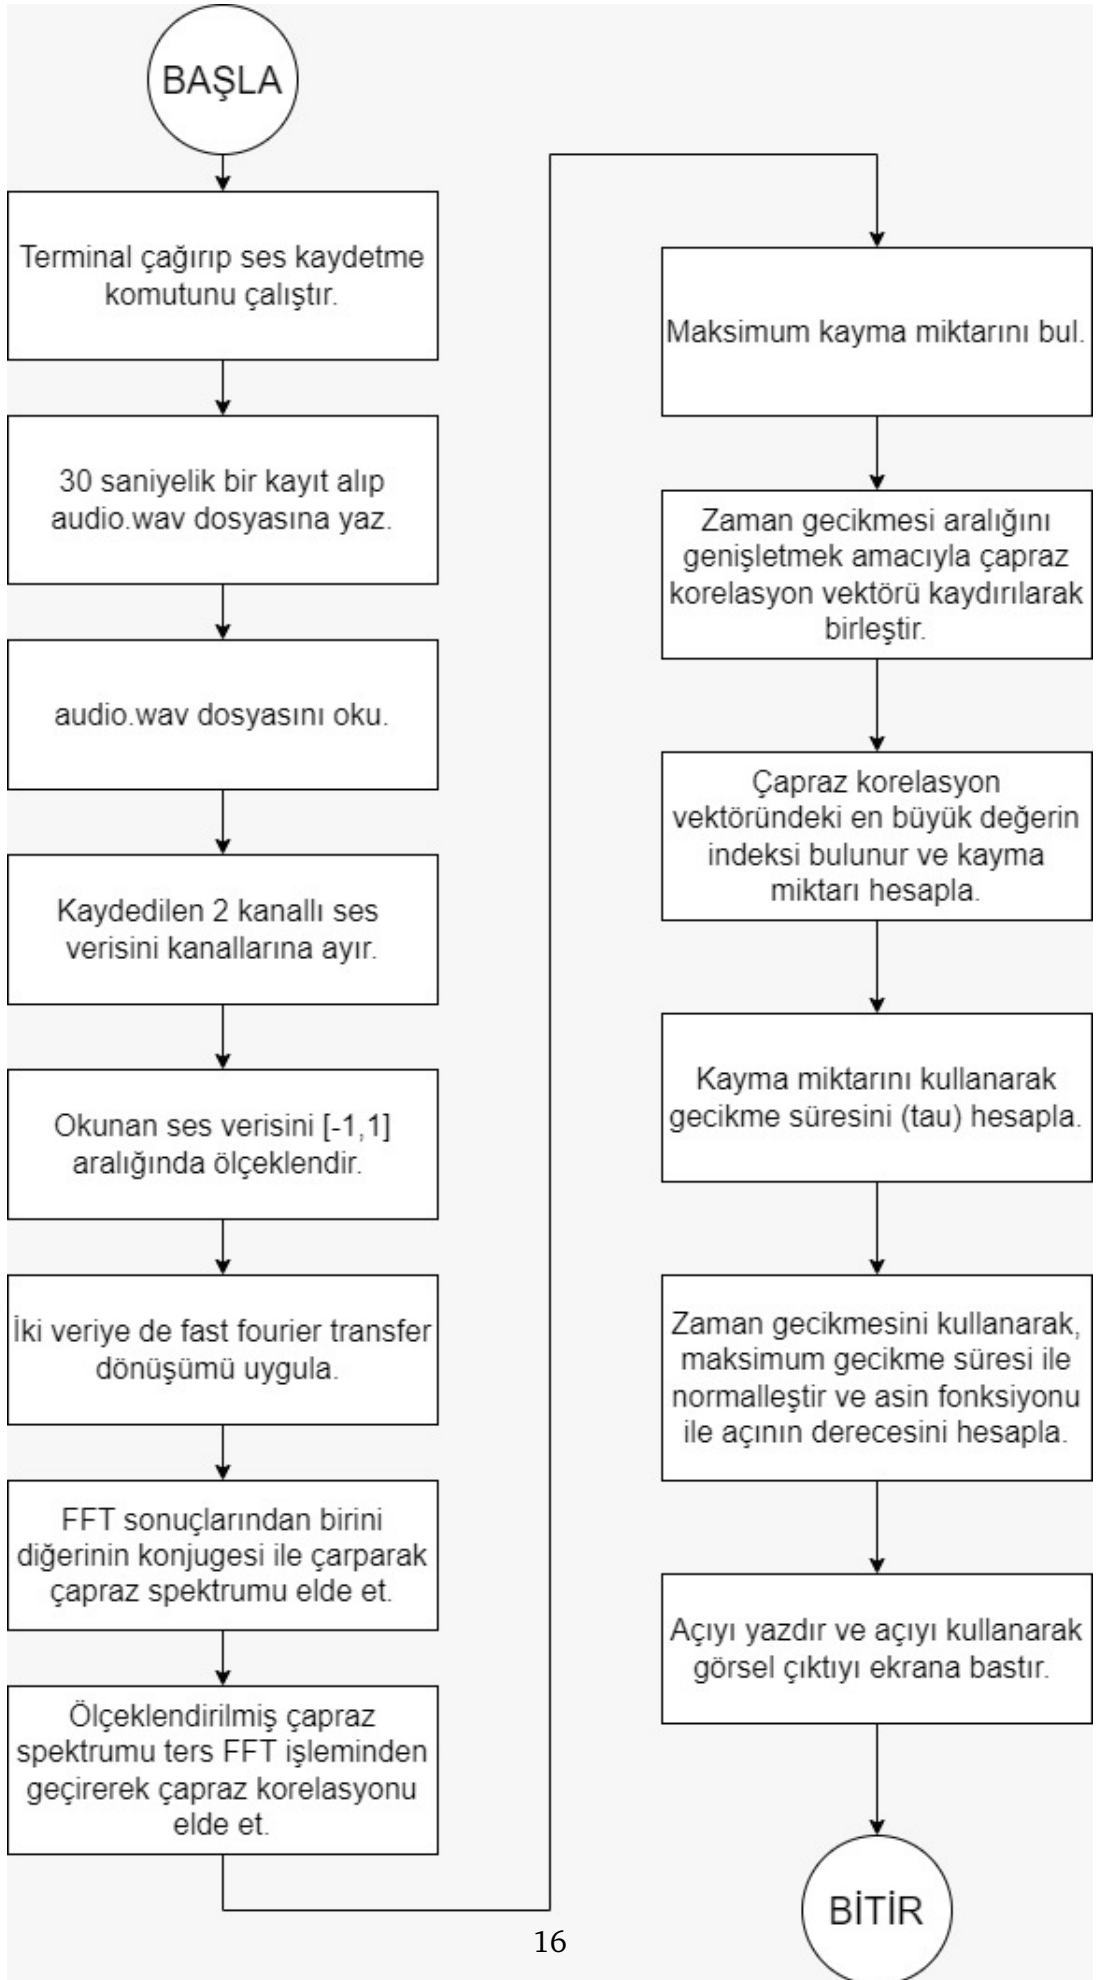 BAŞLA
Terminal çağırıp ses kaydetme
komutunu çalıştır.
30 saniyelik bir kayıt alıp
audio.wav dosyasına yaz.
audio.wav dosyasını oku.
Kaydedilen 2 kanallı ses
verisini kanallarına ayır.
Okunan ses verisini [-1,1]
aralığında ölçeklendir.
İki veriye de fast fourier transfer
dönüşümü uygula.
FFT sonuçlarından birini
diğerinin konjugesi ile çarparak
çapraz spektrumu elde et.
Ölçeklendirilmiş çapraz
spektrumu ters FFT işleminden
geçirerek çapraz korelasyonu
elde et.
Maksimum kayma miktarını bul.
Zaman gecikmesi aralığını
genişletmek amacıyla çapraz
korelasyon vektörü kaydırılarak
birleştir.
Çapraz korelasyon
vektöründeki en büyük değerin
indeksi bulunur ve kayma
miktarı hesapla.
Kayma miktarını kullanarak
gecikme süresini (tau) hesapla.
Zaman gecikmesini kullanarak,
maksimum gecikme süresi ile
normalleştir ve asin fonksiyonu
ile açının derecesini hesapla.
Açıyı yazdır ve açıyı kullanarak
görsel çıktıyı ekrana bastır.
BİTİR
16